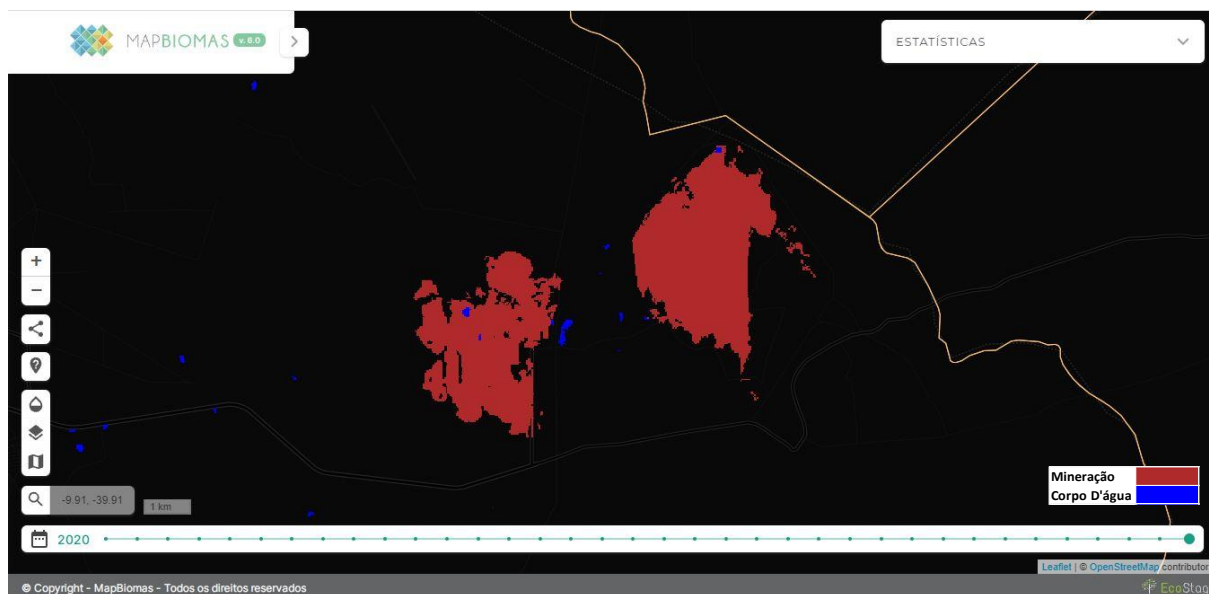 MAPBIOMAS v. 6.0
ESTATÍSTICAS
+
−
Mineração
Corpo D'água
-9.91, -39.91
1 km
2020
Leaflet | © OpenStreetMap contributor
© Copyright - MapBiomas - Todos os direitos reservados
EcoStag